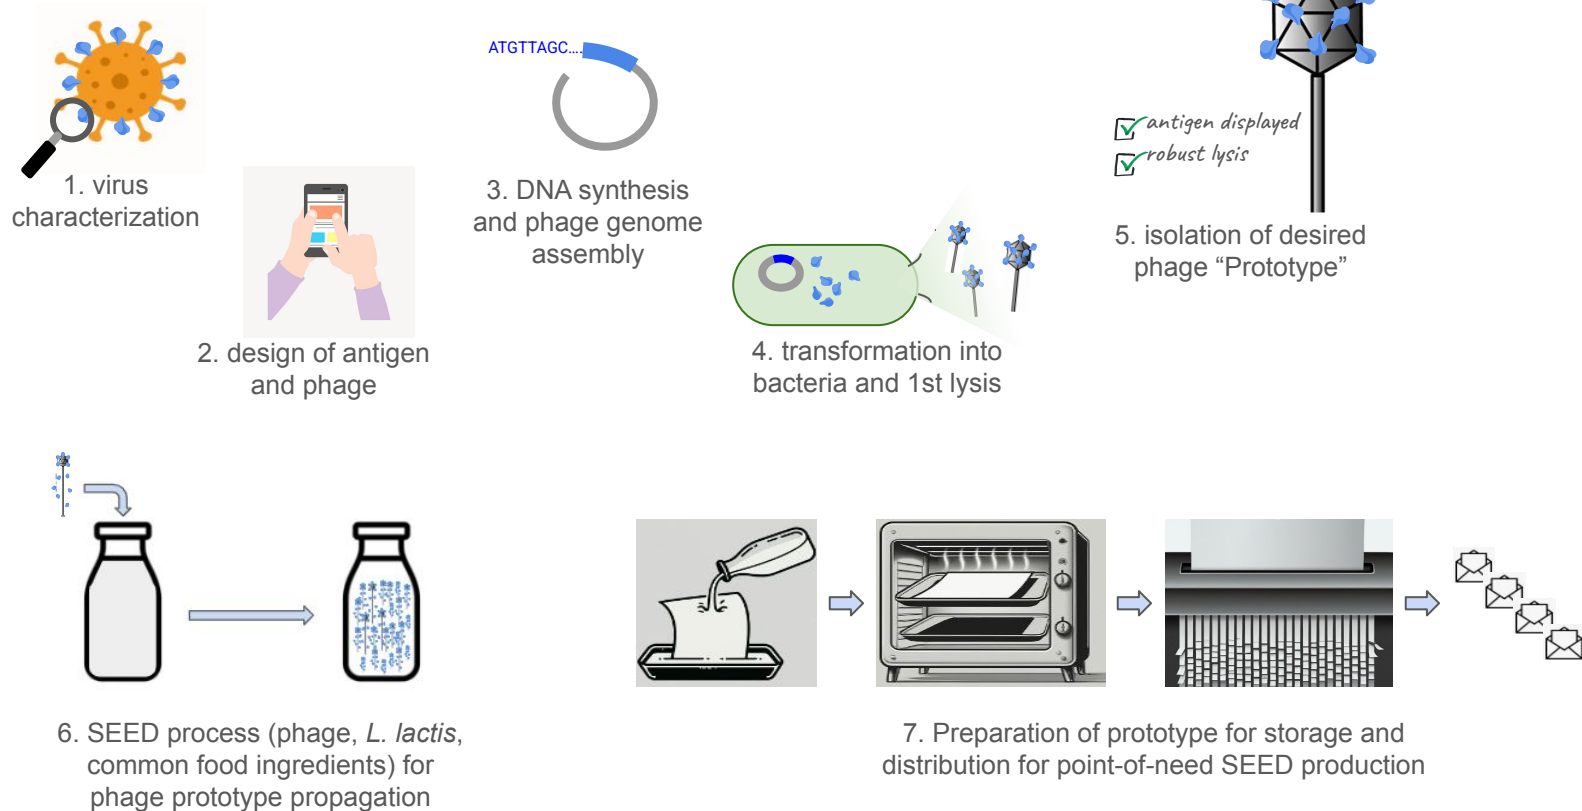 1. virus
characterization
2. design of antigen
and phage
ATGTTAGC....
3. DNA synthesis
and phage genome
assembly
4. transformation into
bacteria and 1st lysis
antigen displayed
robust lysis
5. isolation of desired
phage “Prototype”
6. SEED process (phage, L. lactis,
common food ingredients) for
phage prototype propagation
7. Preparation of prototype for storage and
distribution for point-of-need SEED production